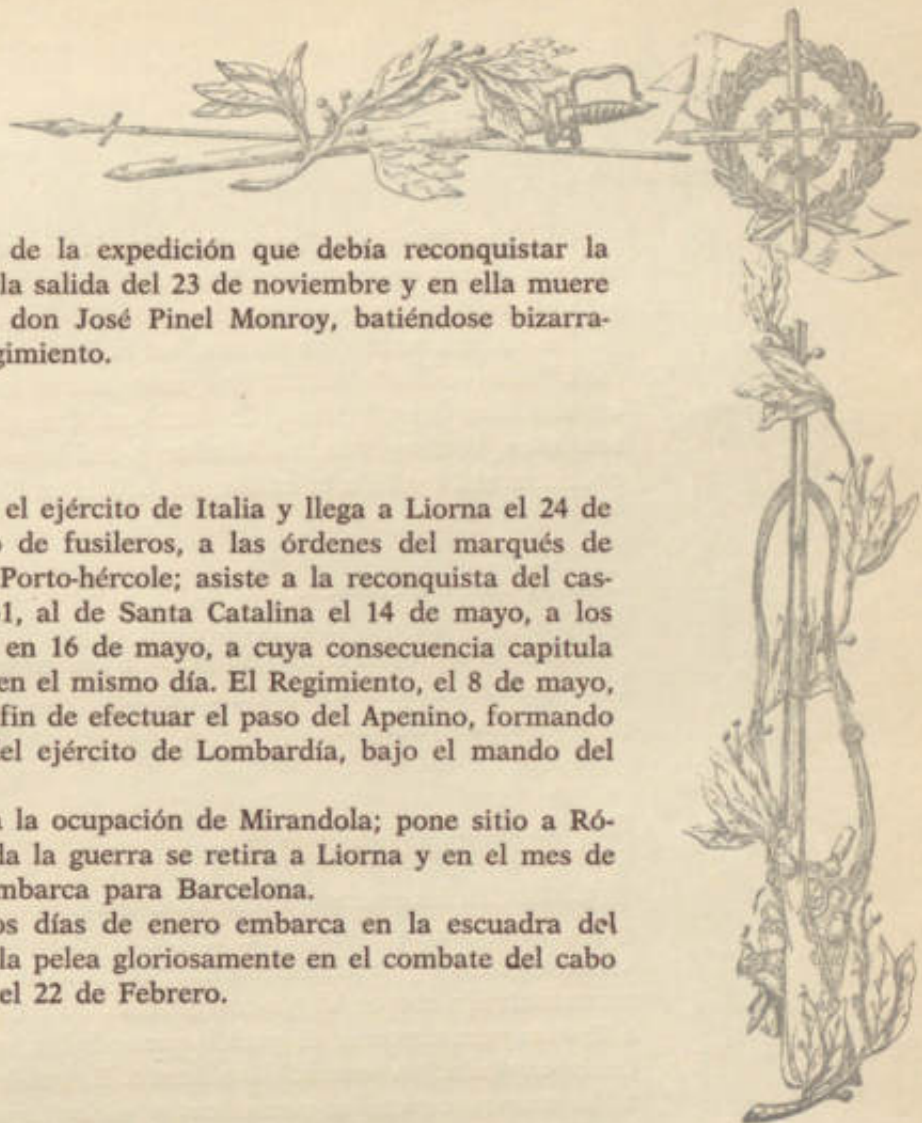 de la expedición que debía reconquistar la
la salida del 23 de noviembre y en ella muere
don José Pinel Monroy, batiéndose bizarra-
gimiento.
el ejército de Italia y llega a Liorna el 24 de
o de fusileros, a las órdenes del marqués de
Porto-hércole; asiste a la reconquista del cas-
1, al de Santa Catalina el 14 de mayo, a los
en 16 de mayo, a cuya consecuencia capitula
en el mismo día. El Regimiento, el 8 de mayo,
fin de efectuar el paso del Apenino, formando
el ejército de Lombardía, bajo el mando del
a la ocupación de Mirandola; pone sitio a Ró-
da la guerra se retira a Liorna y en el mes de
mbarca para Barcelona.
os días de enero embarca en la escuadra del
la pelea gloriosamente en el combate del cabo
el 22 de Febrero.